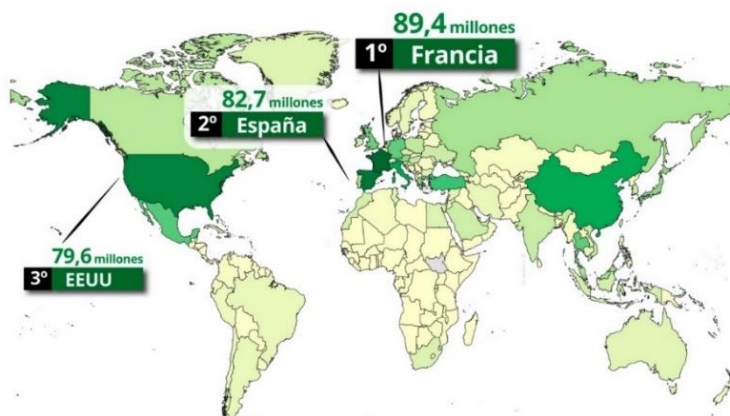 89,4 millones
1º Francia
82,7 millones
2º España
79,6 millones
3º EEUU